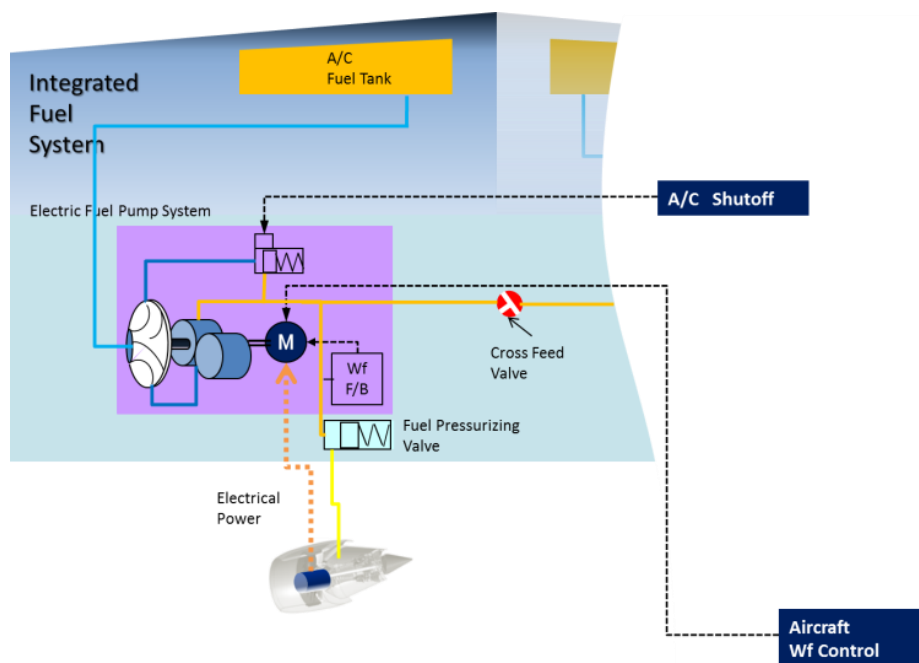 Integrated
Fuel
System
A/C
Fuel Tank
Electric Fuel Pump System
A/C Shutoff
M
Wf
F/B
Cross Feed
Valve
Fuel Pressurizing
Valve
Electrical
Power
Aircraft
Wf Control